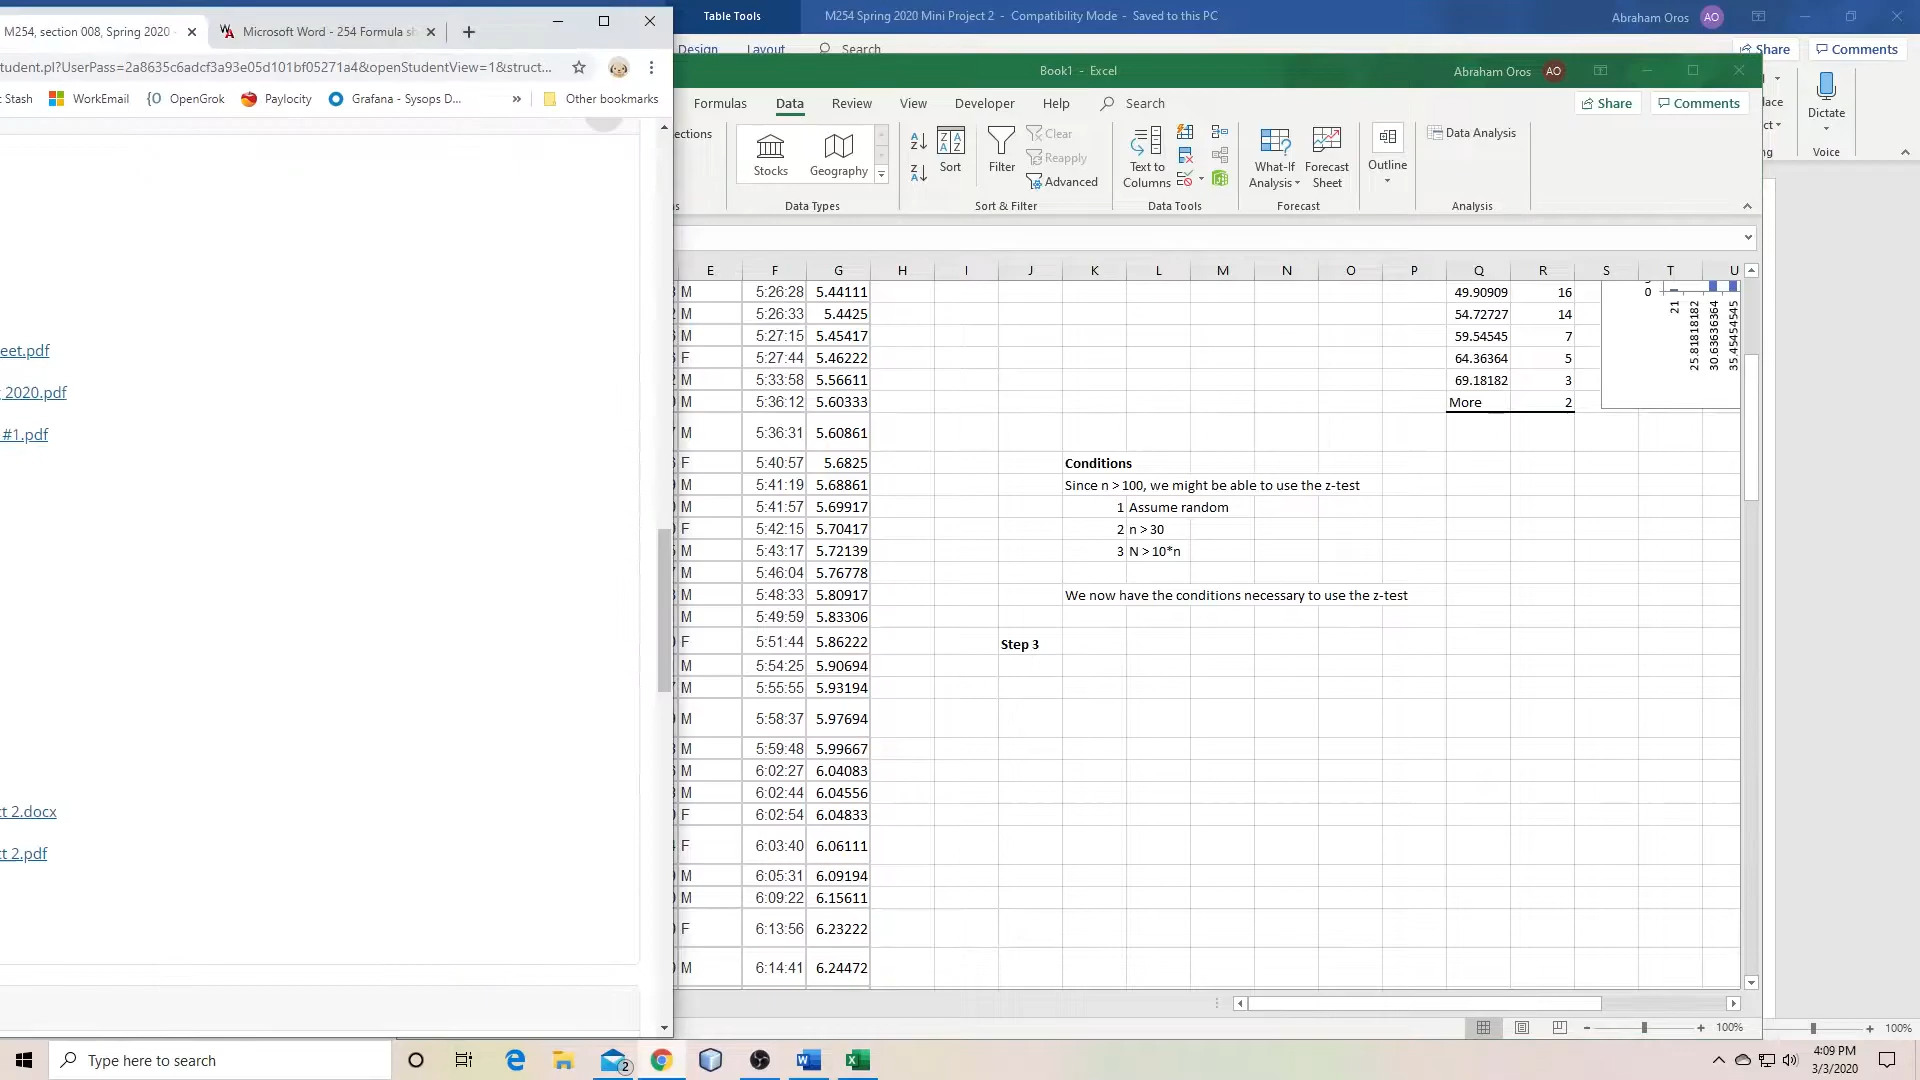 Table Tools
M254 Spring 2020 Mini Project 2 - Compatibility Mode - Saved to this PC
Abraham Oros AO
M254, section 008, Spring 2020
Microsoft Word - 254 Formula sh
Design Layout Search
Share Comments
tudent.pl?UserPass=2a8635c6adcf3a93e05d101bf05271a4&openStudentView=1&struct...
Book1 - Excel
Abraham Oros AO
Stash WorkEmail OpenGrok Paylocity Grafana - Sysops D... » Other bookmarks
Formulas Data Review View Developer Help Search
Share Comments
Dictate
Voice
Stocks Geography
Sort Filter Clear Reapply Advanced
Text to Columns
What-If Analysis Forecast Sheet
Outline
Data Analysis
Data Types Sort & Filter Data Tools Forecast Analysis
E F G H I J K L M N O P Q R S T U
M 5:26:28 5.44111 49.90909 16 0
M 5:26:33 5.4425 54.72727 14
M 5:27:15 5.45417 59.54545 7
F 5:27:44 5.46222 64.36364 5
M 5:33:58 5.56611 69.18182 3
M 5:36:12 5.60333 More 2
21
25.81818182
30.63636364
35.45454545
M 5:36:31 5.60861
F 5:40:57 5.6825 Conditions
M 5:41:19 5.68861 Since n > 100, we might be able to use the z-test
M 5:41:57 5.69917 1 Assume random
F 5:42:15 5.70417 2 n > 30
M 5:43:17 5.72139 3 N > 10*n
M 5:46:04 5.76778
M 5:48:33 5.80917 We now have the conditions necessary to use the z-test
M 5:49:59 5.83306
F 5:51:44 5.86222 Step 3
M 5:54:25 5.90694
M 5:55:55 5.93194
M 5:58:37 5.97694
M 5:59:48 5.99667
M 6:02:27 6.04083
M 6:02:44 6.04556
F 6:02:54 6.04833
F 6:03:40 6.06111
M 6:05:31 6.09194
M 6:09:22 6.15611
F 6:13:56 6.23222
M 6:14:41 6.24472
eet.pdf
2020.pdf
#1.pdf
ct 2.docx
ct 2.pdf
100%
100%
Type here to search
2
4:09 PM
3/3/2020